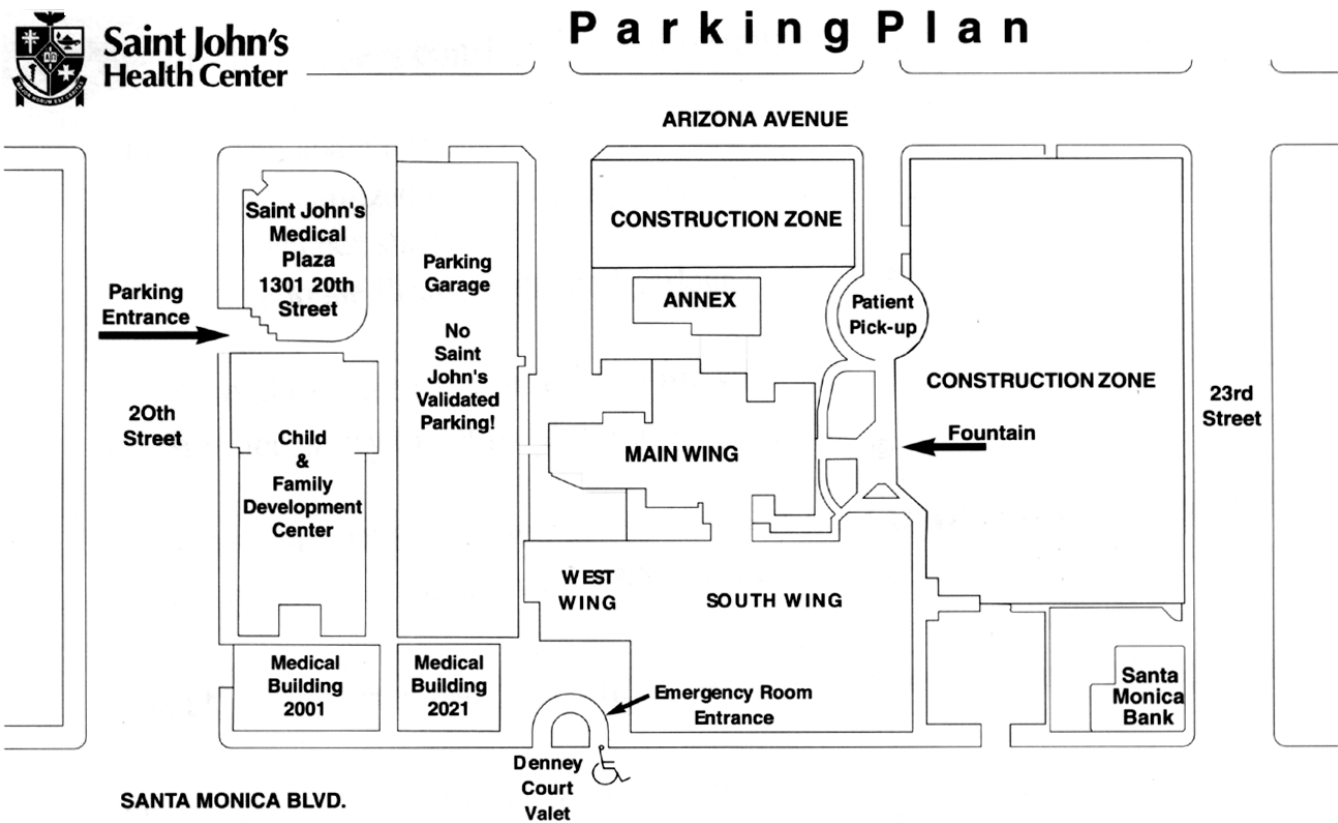 Parking Plan
Saint John's
Health Center
ARIZONA AVENUE
Saint John's
Medical
Plaza
1301 20th
Street
Parking
Entrance
20th
Street
Child
&
Family
Development
Center
Parking
Garage
No
Saint
John's
Validated
Parking!
CONSTRUCTION ZONE
ANNEX
Patient
Pick-up
MAIN WING
CONSTRUCTION ZONE
Fountain
23rd
Street
WEST
WING
SOUTH WING
Medical
Building
2001
Medical
Building
2021
Emergency Room
Entrance
Santa
Monica
Bank
Denney
Court
Valet
SANTA MONICA BLVD.